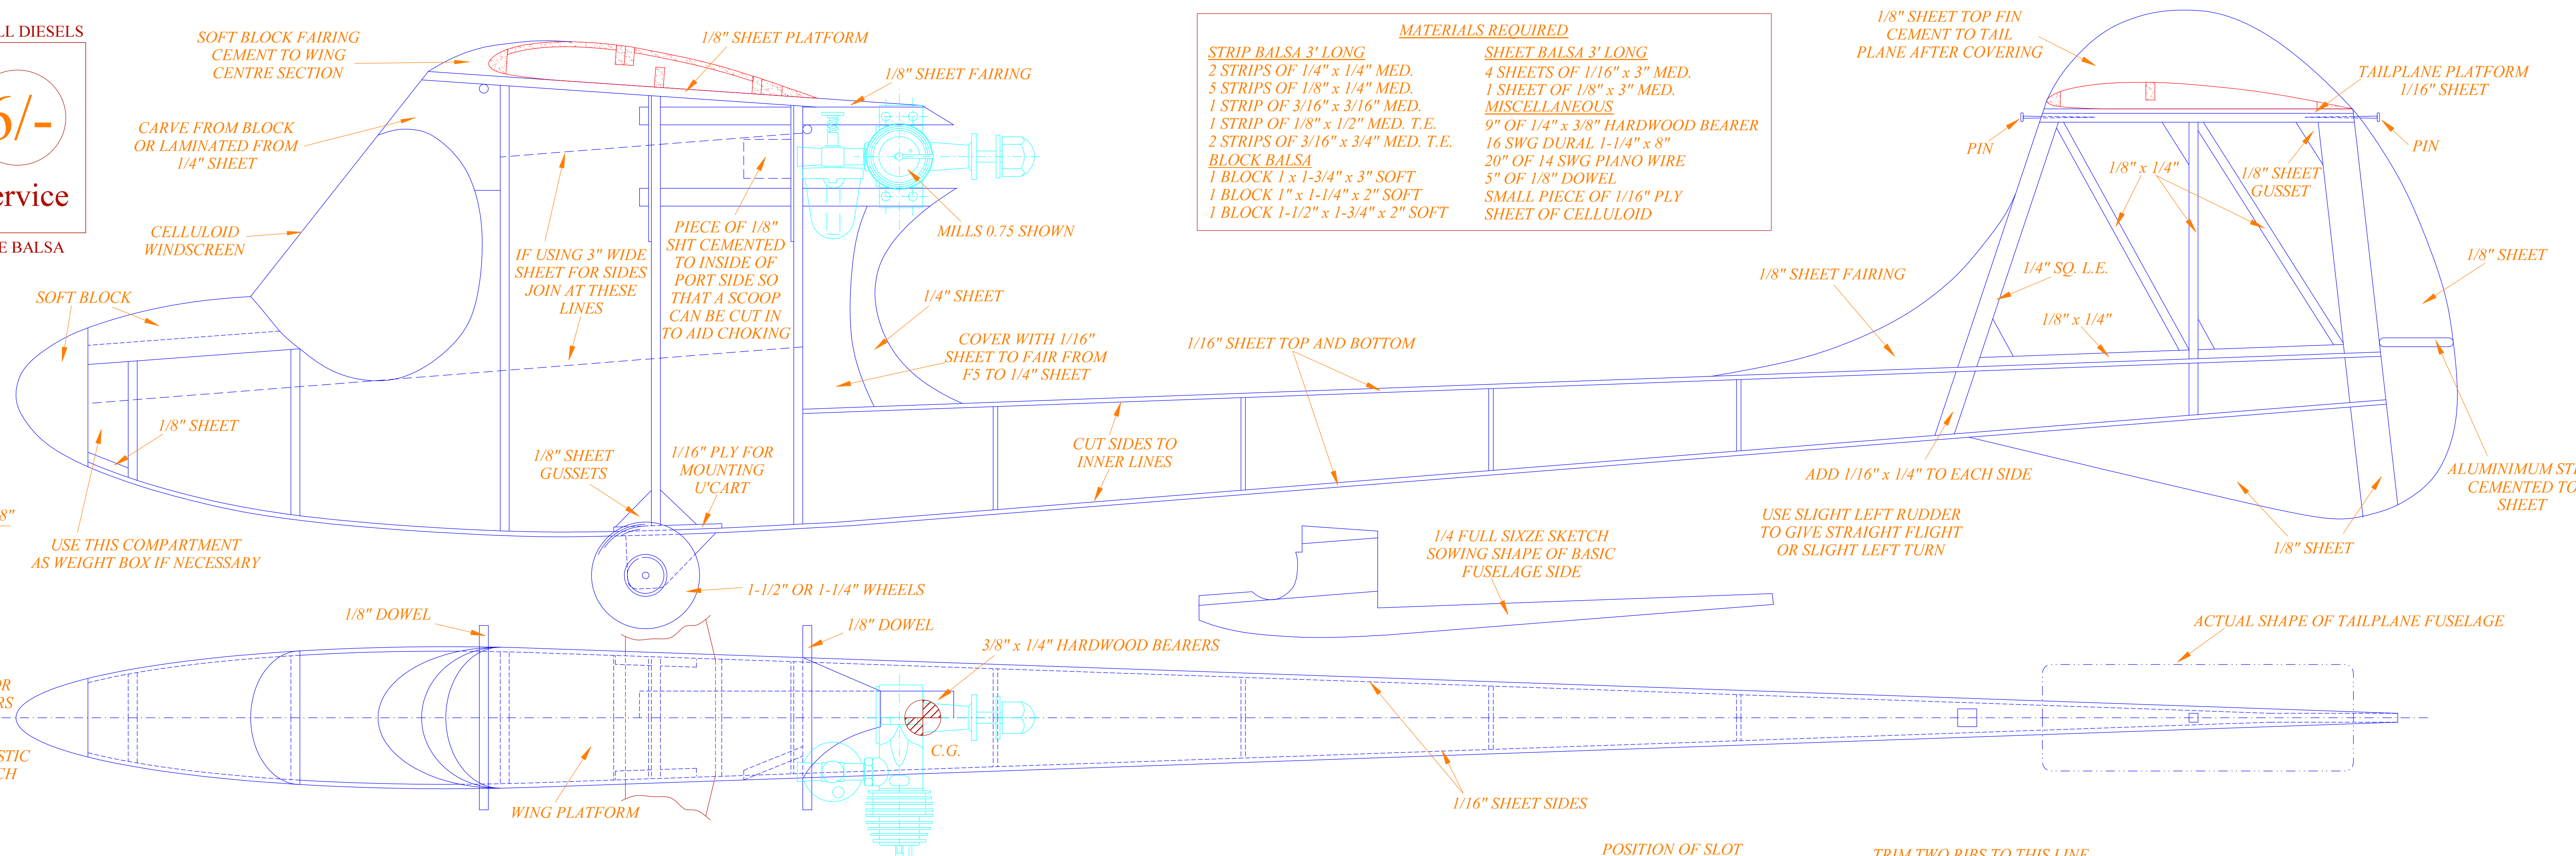 LL DIESELS
6/-
ervice
E BALSA
SOFT BLOCK FAIRING
CEMENT TO WING
CENTRE SECTION
1/8" SHEET PLATFORM
1/8" SHEET FAIRING
CARVE FROM BLOCK
OR LAMINATED FROM
1/4" SHEET
CELLULOID
WINDSCREEN
SOFT BLOCK
IF USING 3" WIDE
SHEET FOR SIDES
JOIN AT THESE
LINES
PIECE OF 1/8"
SHT CEMENTED
TO INSIDE OF
PORT SIDE SO
THAT A SCOOP
CAN BE CUT IN
TO AID CHOKING
MILLS 0.75 SHOWN
1/4" SHEET
COVER WITH 1/16"
SHEET TO FAIR FROM
F5 TO 1/4" SHEET
1/8" SHEET
1/8" SHEET
GUSSETS
1/16" PLY FOR
MOUNTING
U'CART
8"
USE THIS COMPARTMENT
AS WEIGHT BOX IF NECESSARY
1-1/2" OR 1-1/4" WHEELS
MATERIALS REQUIRED
STRIP BALSA 3' LONG
2 STRIPS OF 1/4" x 1/4" MED.
5 STRIPS OF 1/8" x 1/4" MED.
1 STRIP OF 3/16" x 3/16" MED.
1 STRIP OF 1/8" x 1/2" MED. T.E.
2 STRIPS OF 3/16" x 3/4" MED. T.E.
BLOCK BALSA
1 BLOCK 1 x 1-3/4" x 3" SOFT
1 BLOCK 1" x 1-1/4" x 2" SOFT
1 BLOCK 1-1/2" x 1-3/4" x 2" SOFT
SHEET BALSA 3' LONG
4 SHEETS OF 1/16" x 3" MED.
1 SHEET OF 1/8" x 3" MED.
MISCELLANEOUS
9" OF 1/4" x 3/8" HARDWOOD BEARER
16 SWG DURAL 1-1/4" x 8"
20" OF 14 SWG PIANO WIRE
5" OF 1/8" DOWEL
SMALL PIECE OF 1/16" PLY
SHEET OF CELLULOID
1/8" SHEET TOP FIN
CEMENT TO TAIL
PLANE AFTER COVERING
TAILPLANE PLATFORM
1/16" SHEET
PIN
PIN
1/8" x 1/4"
1/8" SHEET
GUSSET
1/8" SHEET FAIRING
1/4" SQ. L.E.
1/8" SHEET
1/8" x 1/4"
1/16" SHEET TOP AND BOTTOM
CUT SIDES TO
INNER LINES
ADD 1/16" x 1/4" TO EACH SIDE
ALUMINIMUM ST
CEMENTED TO
SHEET
USE SLIGHT LEFT RUDDER
TO GIVE STRAIGHT FLIGHT
OR SLIGHT LEFT TURN
1/8" SHEET
1/4 FULL SIXZE SKETCH
SOWING SHAPE OF BASIC
FUSELAGE SIDE
1/8" DOWEL
1/8" DOWEL
3/8" x 1/4" HARDWOOD BEARERS
ACTUAL SHAPE OF TAILPLANE FUSELAGE
OR
RS
STIC
CH
C.G.
WING PLATFORM
1/16" SHEET SIDES
POSITION OF SLOT
TRIM TWO RIBS TO THIS LINE